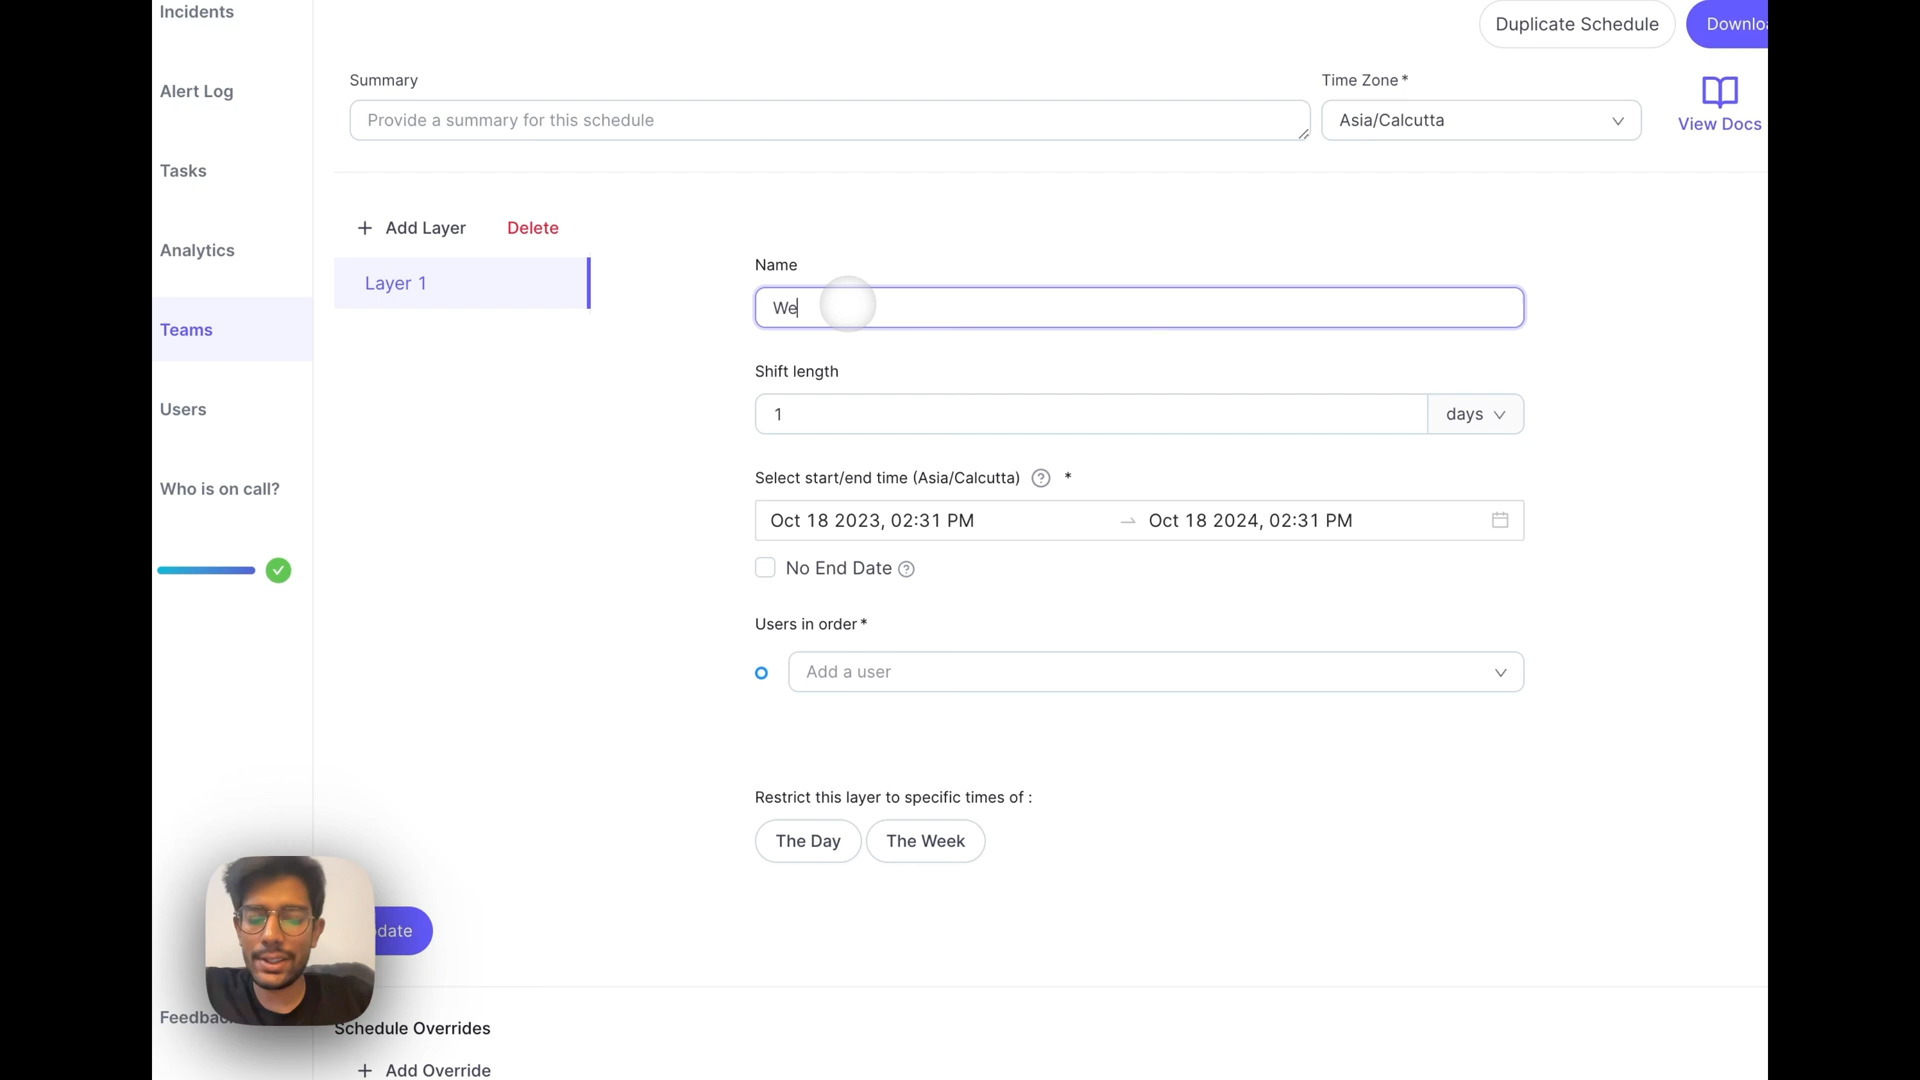 Incidents
Alert Log
Tasks
Analytics
Teams
Users
Who is on call?
Duplicate Schedule
Summary
Provide a summary for this schedule
Time Zone *
Asia/Calcutta
View Docs
+ Add Layer
Delete
Layer 1
Name
We
Shift length
1
days
Select start/end time (Asia/Calcutta) ? *
Oct 18 2023, 02:31 PM → Oct 18 2024, 02:31 PM
No End Date ?
Users in order *
Add a user
Restrict this layer to specific times of :
The Day
The Week
Schedule Overrides
+ Add Override